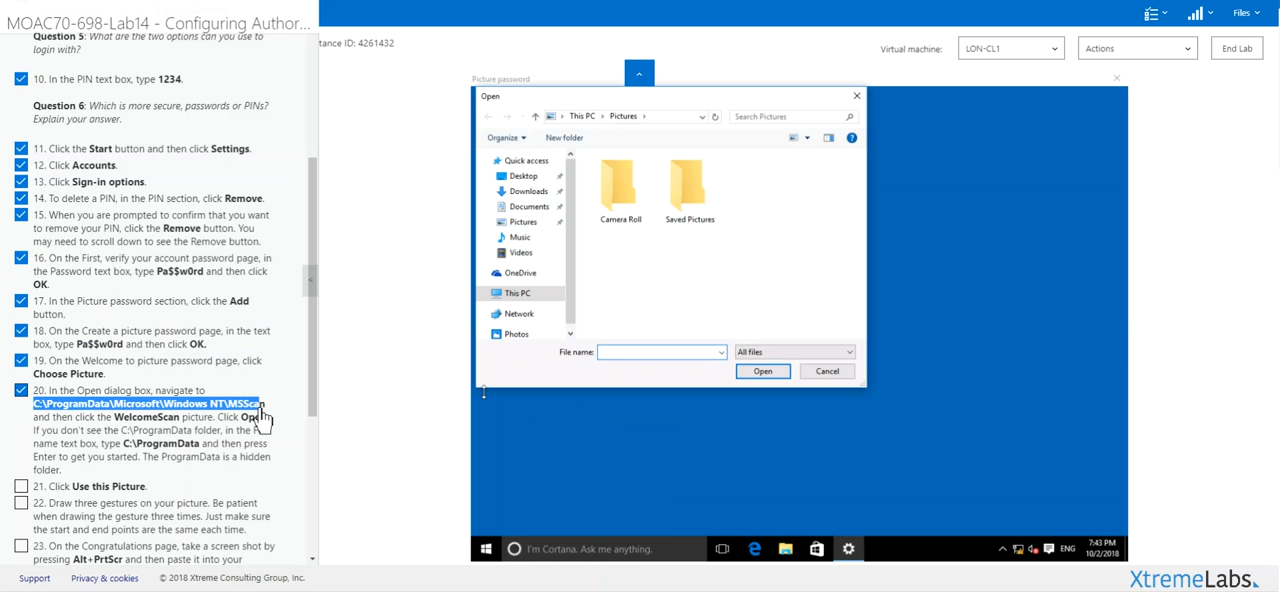 MOAC70-698-Lab14 - Configuring Author...
Files
tance ID: 4261432
Virtual machine:
LON-CL1
Actions
End Lab
Question 5: What are the two options can you use to
login with?
10. In the PIN text box, type 1234.
Question 6: Which is more secure, passwords or PINs?
Explain your answer.
11. Click the Start button and then click Settings.
12. Click Accounts.
13. Click Sign-in options.
14. To delete a PIN, in the PIN section, click Remove.
15. When you are prompted to confirm that you want
to remove your PIN, click the Remove button. You
may need to scroll down to see the Remove button.
16. On the First, verify your account password page, in
the Password text box, type Pa$$w0rd and then click
OK.
17. In the Picture password section, click the Add
button.
18. On the Create a picture password page, in the text
box, type Pa$$w0rd and then click OK.
19. On the Welcome to picture password page, click
Choose Picture.
20. In the Open dialog box, navigate to
C:\ProgramData\Microsoft\Windows NT\MSScan
and then click the WelcomeScan picture. Click
If you don't see the C:\ProgramData folder, in the
name text box, type C:\ProgramData and then press
Enter to get you started. The ProgramData is a hidden
folder.
21. Click Use this Picture.
22. Draw three gestures on your picture. Be patient
when drawing the gesture three times. Just make sure
the start and end points are the same each time.
23. On the Congratulations page, take a screen shot by
pressing Alt+PrtScr and then paste it into your
Support
Privacy & cookies
© 2018 Xtreme Consulting Group, Inc.
Picture password
Open
This PC
Pictures
Search Pictures
Organize
New folder
Quick access
Desktop
Downloads
Documents
Pictures
Music
Videos
OneDrive
This PC
Network
Photos
Camera Roll
Saved Pictures
File name:
All files
Open
Cancel
I'm Cortana. Ask me anything.
ENG
7:43 PM
10/2/2018
XtremeLabs.